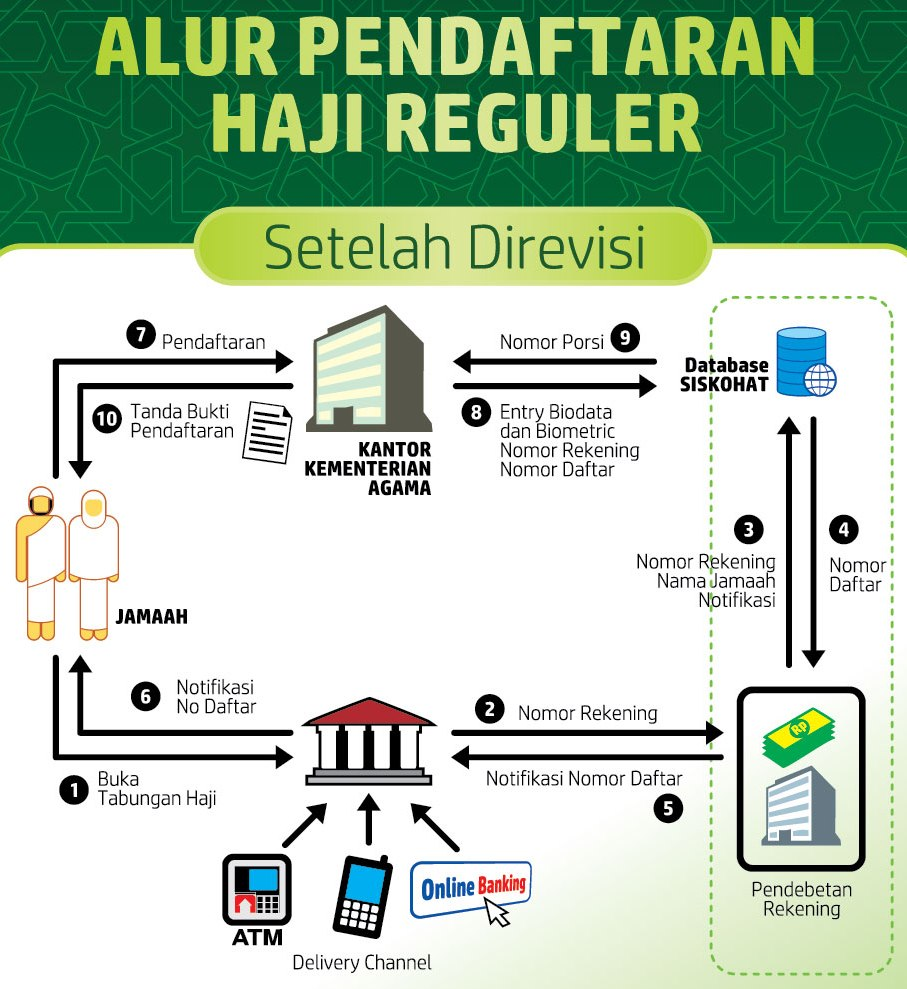 ALUR PENDAFTARAN
HAJI REGULER
Setelah Direvisi
7 Pendaftaran
10 Tanda Bukti
Pendaftaran
KANTOR
KEMENTERIAN
AGAMA
Nomor Porsi 9
8 Entry Biodata
dan Biometric
Nomor Rekening
Nomor Daftar
Database
SISKOHAT
3
Nomor Rekening
Nama Jamaah
Notifikasi
4
Nomor
Daftar
JAMAAH
6 Notifikasi
No Daftar
1 Buka
Tabungan Haji
2 Nomor Rekening
Notifikasi Nomor Daftar
5
Rp
Pendebetan
Rekening
ATM
Online Banking
Delivery Channel